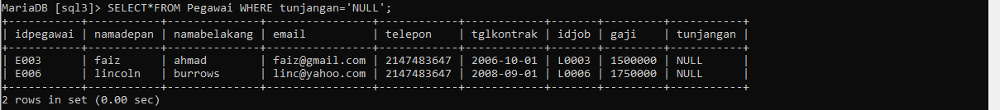 MariaDB [sql3]> SELECT*FROM Pegawai WHERE tunjangan='NULL';
+-----------+-----------+--------------+----------------+------------+------------+-------+---------+-----------+
| idpegawai | namadepan | namabelakang | email          | telepon    | tglkontrak | idjob | gaji    | tunjangan |
+-----------+-----------+--------------+----------------+------------+------------+-------+---------+-----------+
| E003      | faiz      | ahmad        | faiz@gmail.com | 2147483647 | 2006-10-01 | L0003 | 1500000 | NULL      |
| E006      | lincoln   | burrows      | linc@yahoo.com | 2147483647 | 2008-09-01 | L0006 | 1750000 | NULL      |
+-----------+-----------+--------------+----------------+------------+------------+-------+---------+-----------+
2 rows in set (0.00 sec)